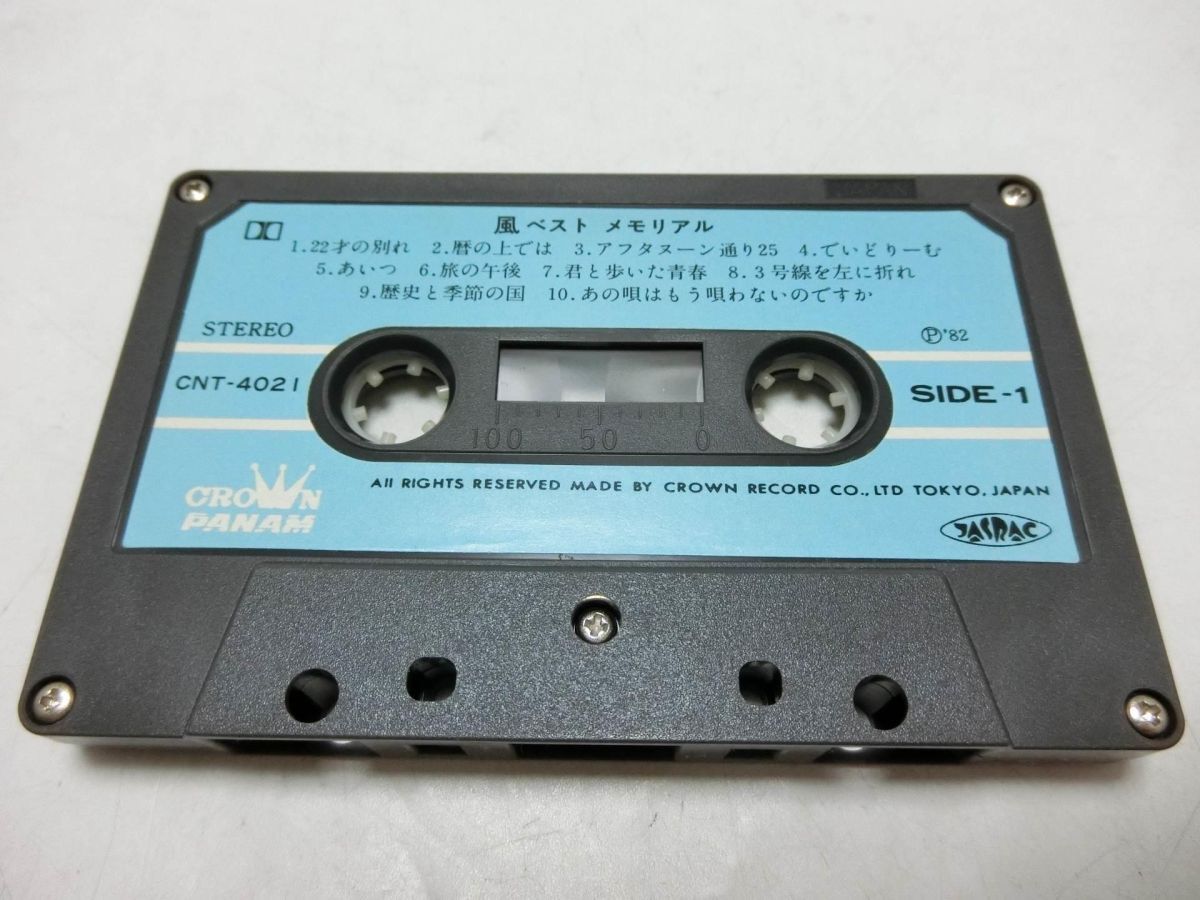 風 ベスト メモリアル
1.22才の別れ 2.暦の上では 3.アフタヌーン通り25 4.でいどりーむ
5.あいつ 6.旅の午後 7.君と歩いた青春 8.3号線を左に折れ
9.歴史と季節の国 10.あの唄はもう唄わないのですか
STEREO
Ⓟ'82
CNT-4021
SIDE-1
100 50 0
CROWN
PANAM
All RIGHTS RESERVED MADE BY CROWN RECORD CO., LTD TOKYO, JAPAN
JASRAC